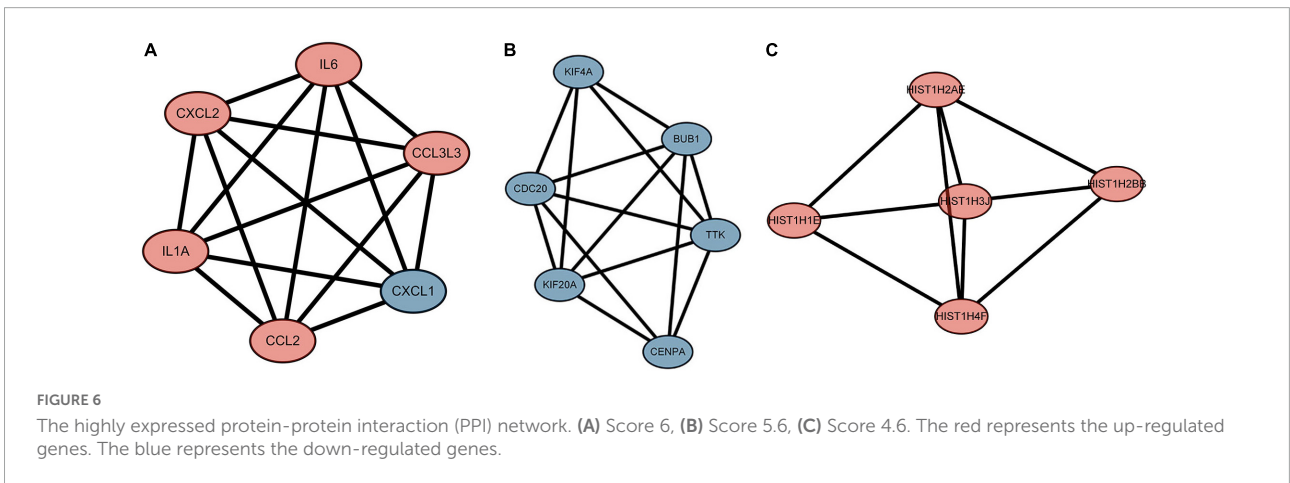 A
IL6
CXCL2
CCL3L3
IL1A
CXCL1
CCL2
B
KIF4A
BUB1
CDC20
TTK
KIF20A
CENPA
C
HIST1H2AE
HIST1H2BB
HIST1H3J
HIST1H1E
HIST1H4F
FIGURE 6
The highly expressed protein-protein interaction (PPI) network. (A) Score 6, (B) Score 5.6, (C) Score 4.6. The red represents the up-regulated
genes. The blue represents the down-regulated genes.